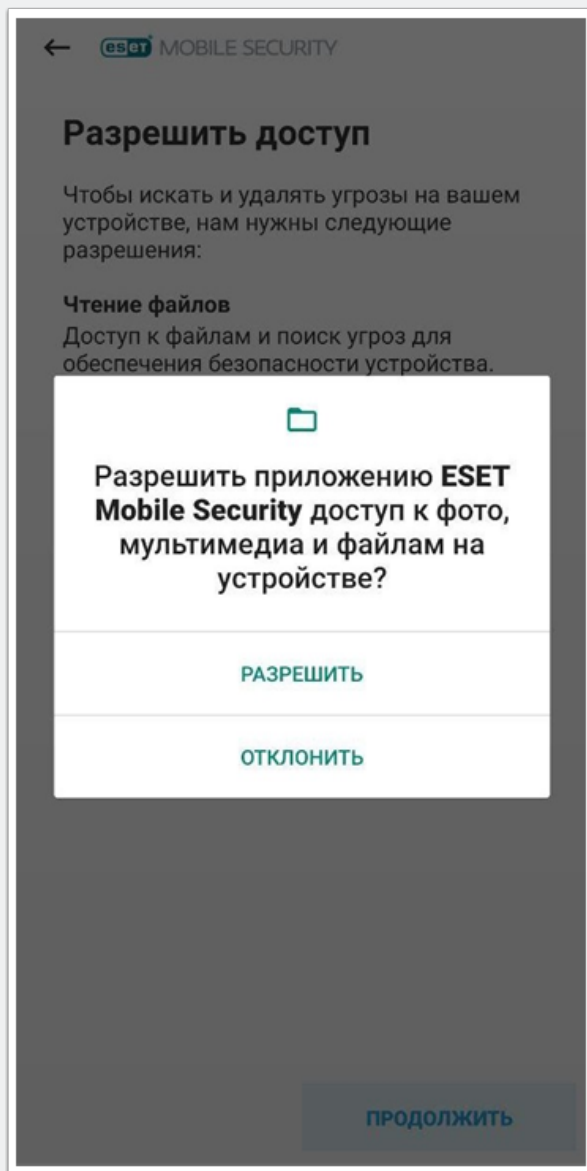 eset MOBILE SECURITY
Разрешить доступ
Чтобы искать и удалять угрозы на вашем
устройстве, нам нужны следующие
разрешения:
Чтение файлов
Доступ к файлам и поиск угроз для
обеспечения безопасности устройства.
Разрешить приложению ESET
Mobile Security доступ к фото,
мультимедиа и файлам на
устройстве?
РАЗРЕШИТЬ
ОТКЛОНИТЬ
ПРОДОЛЖИТЬ